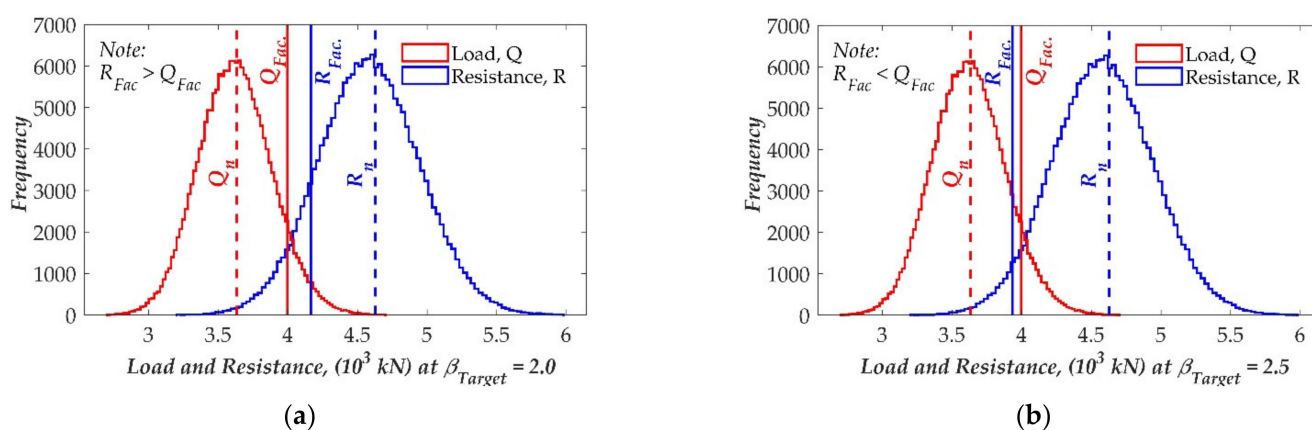 7000
6000
5000
4000
3000
2000
1000
0
Frequency
Note:
R_Fac > Q_Fac
Q_n
Q_Fac.
R_Fac.
R_n
Load, Q
Resistance, R
3 3.5 4 4.5 5 5.5 6
Load and Resistance, (10^3 kN) at β_Target = 2.0
(a)
7000
6000
5000
4000
3000
2000
1000
0
Frequency
Note:
R_Fac < Q_Fac
Q_n
R_Fac.
Q_Fac.
R_n
Load, Q
Resistance, R
3 3.5 4 4.5 5 5.5 6
Load and Resistance, (10^3 kN) at β_Target = 2.5
(b)